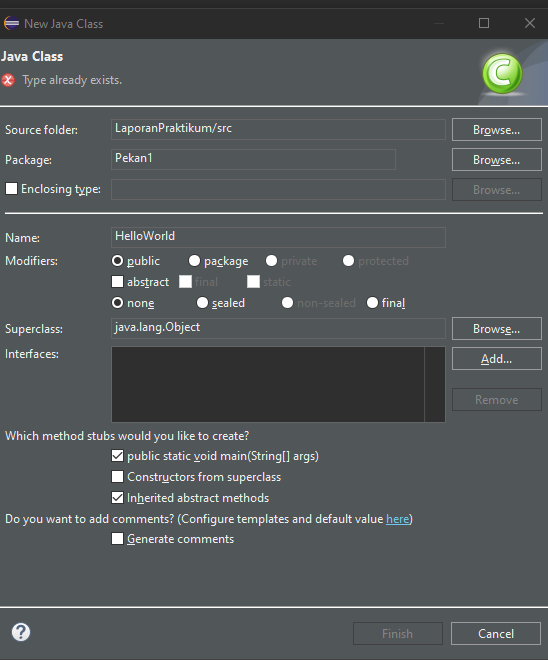 New Java Class
Java Class
Type already exists.
Source folder: LaporanPraktikum/src Browse...
Package: Pekan1 Browse...
Enclosing type: Browse...
Name: HelloWorld
Modifiers: public package private protected
abstract final static
none sealed non-sealed final
Superclass: java.lang.Object Browse...
Interfaces: Add...
Remove
Which method stubs would you like to create?
public static void main(String[] args)
Constructors from superclass
Inherited abstract methods
Do you want to add comments? (Configure templates and default value here)
Generate comments
Finish Cancel